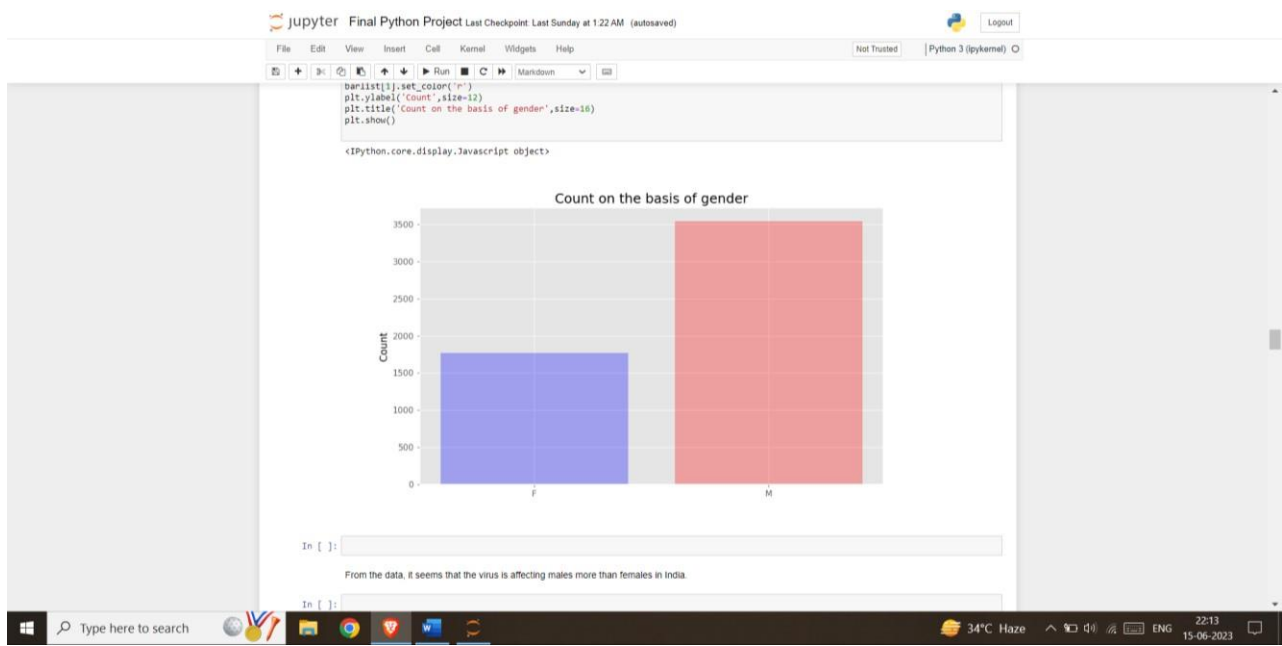 jupyter Final Python Project Last Checkpoint: Last Sunday at 1:22 AM (autosaved)
Logout
File Edit View Insert Cell Kernel Widgets Help
Not Trusted
Python 3 (ipykernel)
Run
Markdown
barlist[1].set_color('r')
plt.ylabel('Count',size=12)
plt.title('Count on the basis of gender',size=16)
plt.show()
<IPython.core.display.Javascript object>
Count on the basis of gender
3500
3000
2500
2000
1500
1000
500
0
Count
F M
In [ ]:
From the data, it seems that the virus is affecting males more than females in India.
In [ ]:
Type here to search
34°C Haze
ENG
22:13
15-06-2023